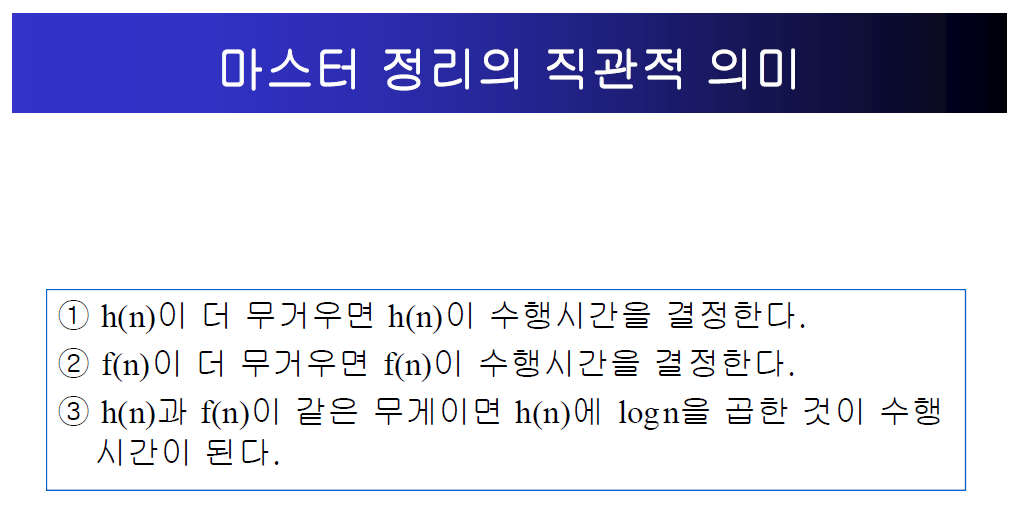 마스터 정리의 직관적 의미
① h(n)이 더 무거우면 h(n)이 수행시간을 결정한다.
② f(n)이 더 무거우면 f(n)이 수행시간을 결정한다.
③ h(n)과 f(n)이 같은 무게이면 h(n)에 logn을 곱한 것이 수행
시간이 된다.